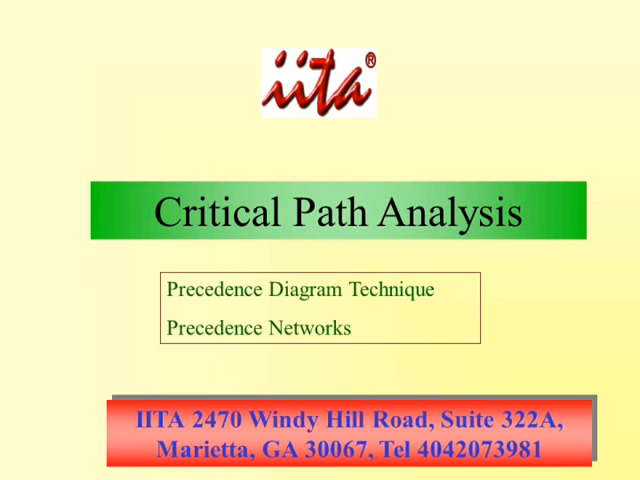 iita®
Critical Path Analysis
Precedence Diagram Technique
Precedence Networks
IITA 2470 Windy Hill Road, Suite 322A,
Marietta, GA 30067, Tel 4042073981